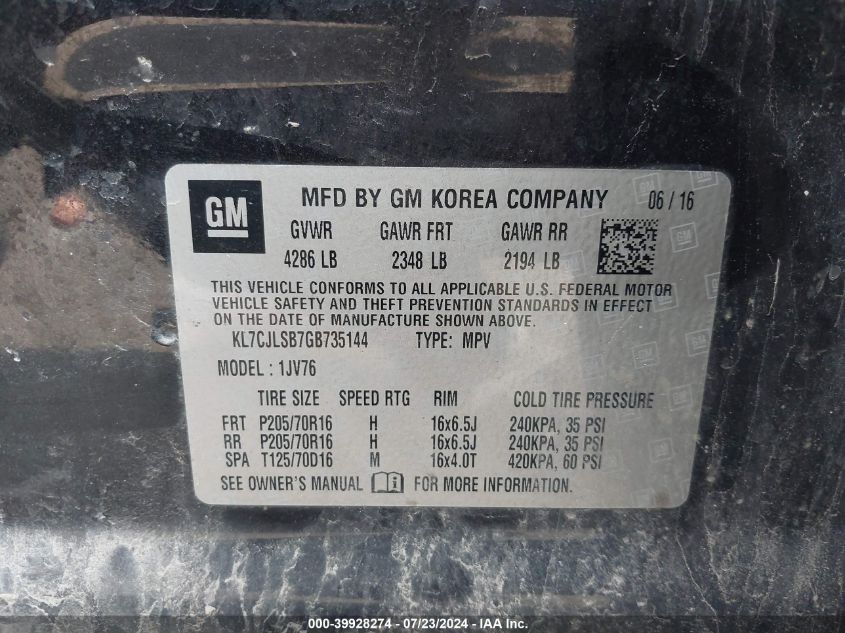 GM MFD BY GM KOREA COMPANY 06 / 16
GVWR GAWR FRT GAWR RR
4286 LB 2348 LB 2194 LB
THIS VEHICLE CONFORMS TO ALL APPLICABLE U.S. FEDERAL MOTOR
VEHICLE SAFETY AND THEFT PREVENTION STANDARDS IN EFFECT
ON THE DATE OF MANUFACTURE SHOWN ABOVE.
KL7CJLSB7GB735144 TYPE: MPV
MODEL : 1JV76
TIRE SIZE SPEED RTG RIM COLD TIRE PRESSURE
FRT P205/70R16 H 16x6.5J 240KPA, 35 PSI
RR P205/70R16 H 16x6.5J 240KPA, 35 PSI
SPA T125/70D16 M 16x4.0T 420KPA, 60 PSI
SEE OWNER'S MANUAL FOR MORE INFORMATION.
000-39928274 - 07/23/2024 - IAA Inc.